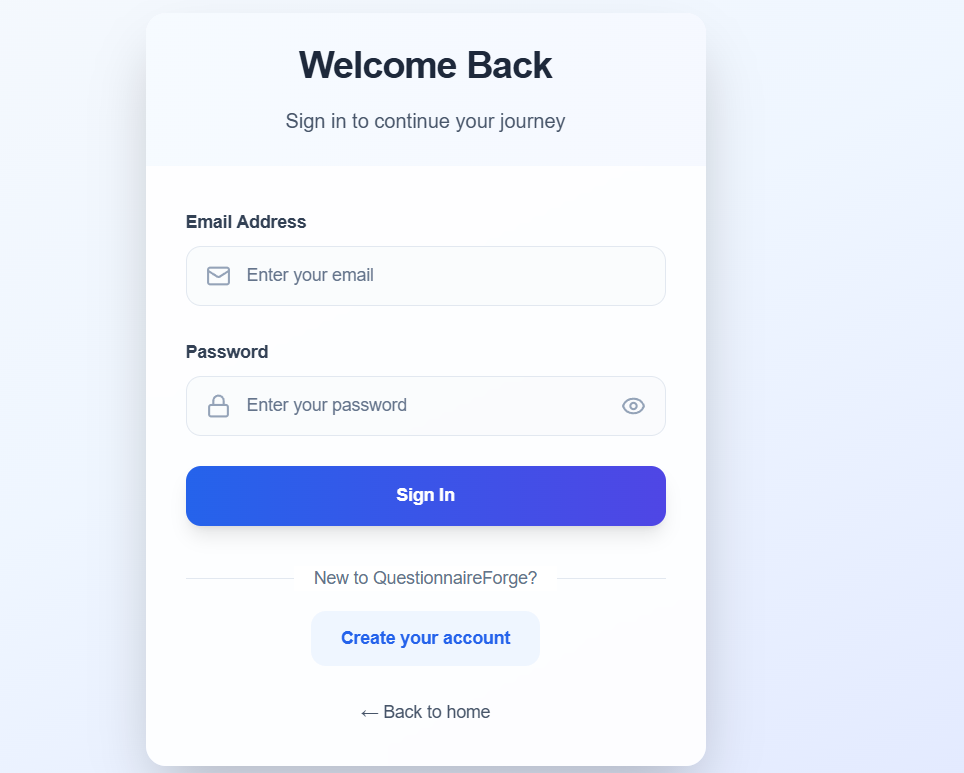 Welcome Back
Sign in to continue your journey
Email Address
Enter your email
Password
Enter your password
Sign In
New to QuestionnaireForge?
Create your account
← Back to home